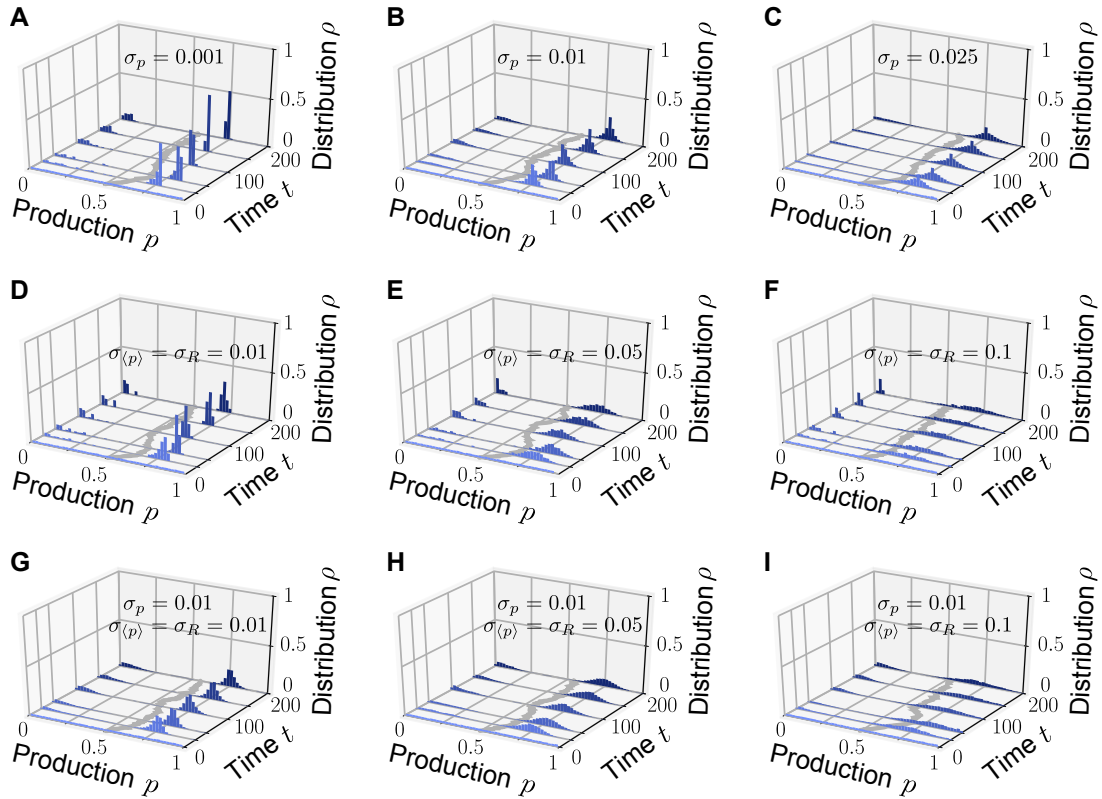 A
σ_p = 0.001
Distribution ρ
1
0.5
0
200
100
0
Time t
0
0.5
1
Production p
B
σ_p = 0.01
Distribution ρ
1
0.5
0
200
100
0
Time t
0
0.5
1
Production p
C
σ_p = 0.025
Distribution ρ
1
0.5
0
200
100
0
Time t
0
0.5
1
Production p
D
σ_⟨p⟩ = σ_R = 0.01
Distribution ρ
1
0.5
0
200
100
0
Time t
0
0.5
1
Production p
E
σ_⟨p⟩ = σ_R = 0.05
Distribution ρ
1
0.5
0
200
100
0
Time t
0
0.5
1
Production p
F
σ_⟨p⟩ = σ_R = 0.1
Distribution ρ
1
0.5
0
200
100
0
Time t
0
0.5
1
Production p
G
σ_p = 0.01
σ_⟨p⟩ = σ_R = 0.01
Distribution ρ
1
0.5
0
200
100
0
Time t
0
0.5
1
Production p
H
σ_p = 0.01
σ_⟨p⟩ = σ_R = 0.05
Distribution ρ
1
0.5
0
200
100
0
Time t
0
0.5
1
Production p
I
σ_p = 0.01
σ_⟨p⟩ = σ_R = 0.1
Distribution ρ
1
0.5
0
200
100
0
Time t
0
0.5
1
Production p